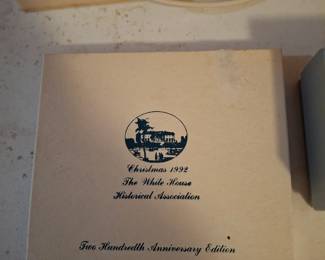 Christmas 1992
The White House
Historical Association
Two Hundredth Anniversary Edition